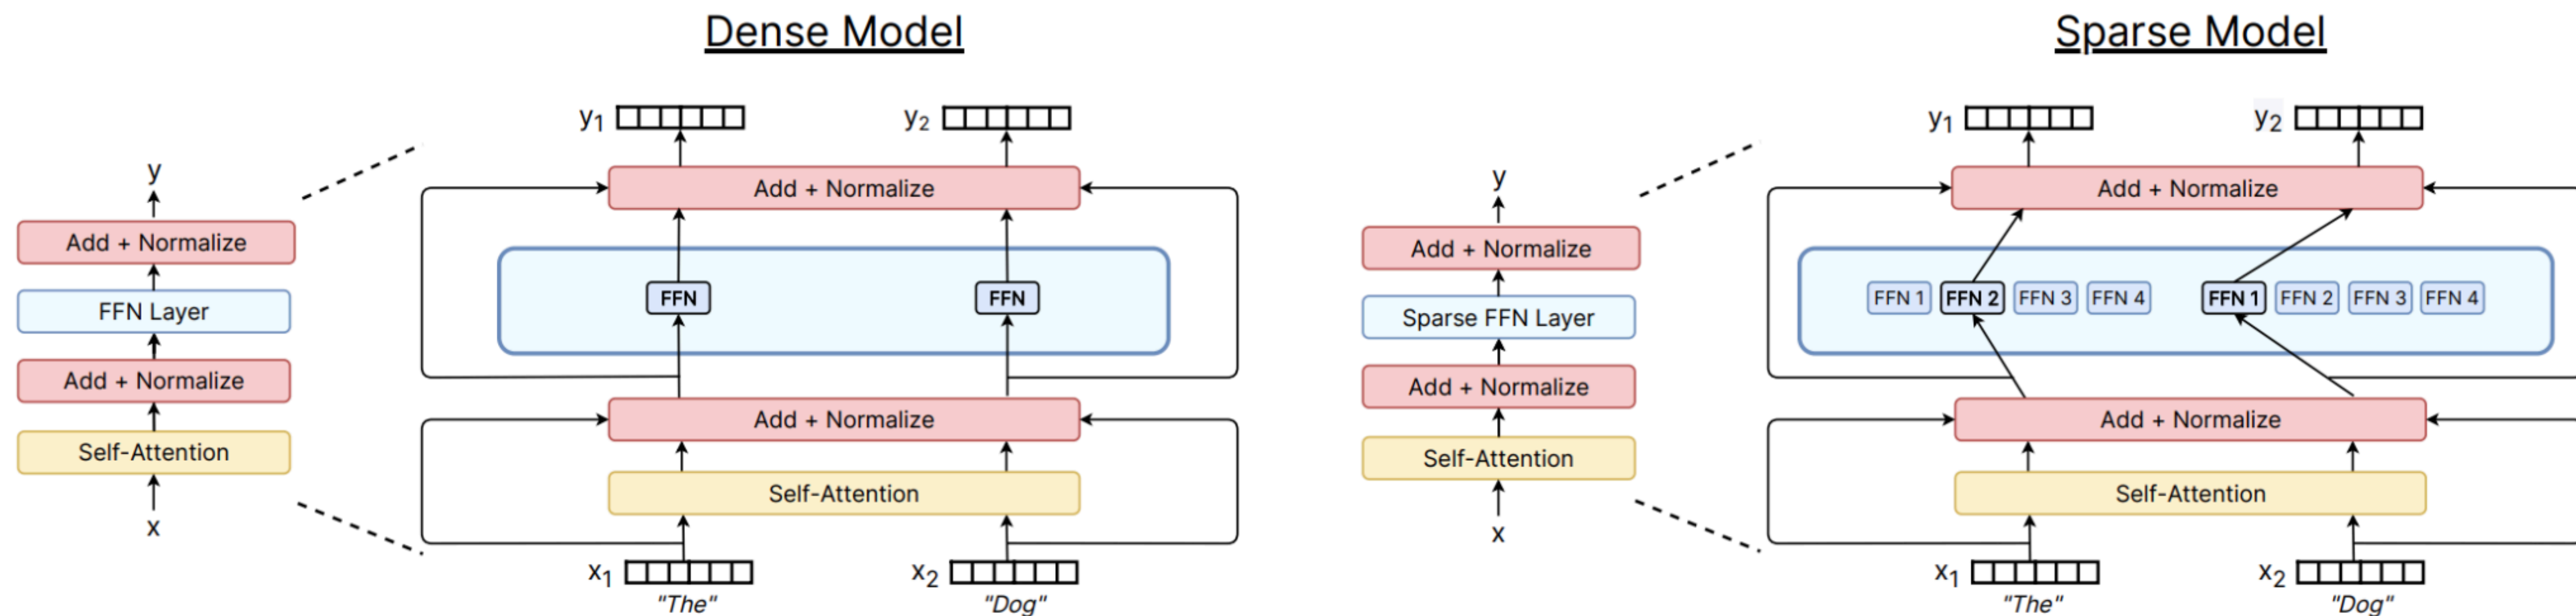 Dense Model
y
Add + Normalize
FFN Layer
Add + Normalize
Self-Attention
x
y₁
y₂
Add + Normalize
FFN
FFN
Add + Normalize
Self-Attention
x₁
x₂
"The"
"Dog"
Sparse Model
y
Add + Normalize
Sparse FFN Layer
Add + Normalize
Self-Attention
x
y₁
y₂
Add + Normalize
FFN 1 FFN 2 FFN 3 FFN 4
FFN 1 FFN 2 FFN 3 FFN 4
Add + Normalize
Self-Attention
x₁
x₂
"The"
"Dog"